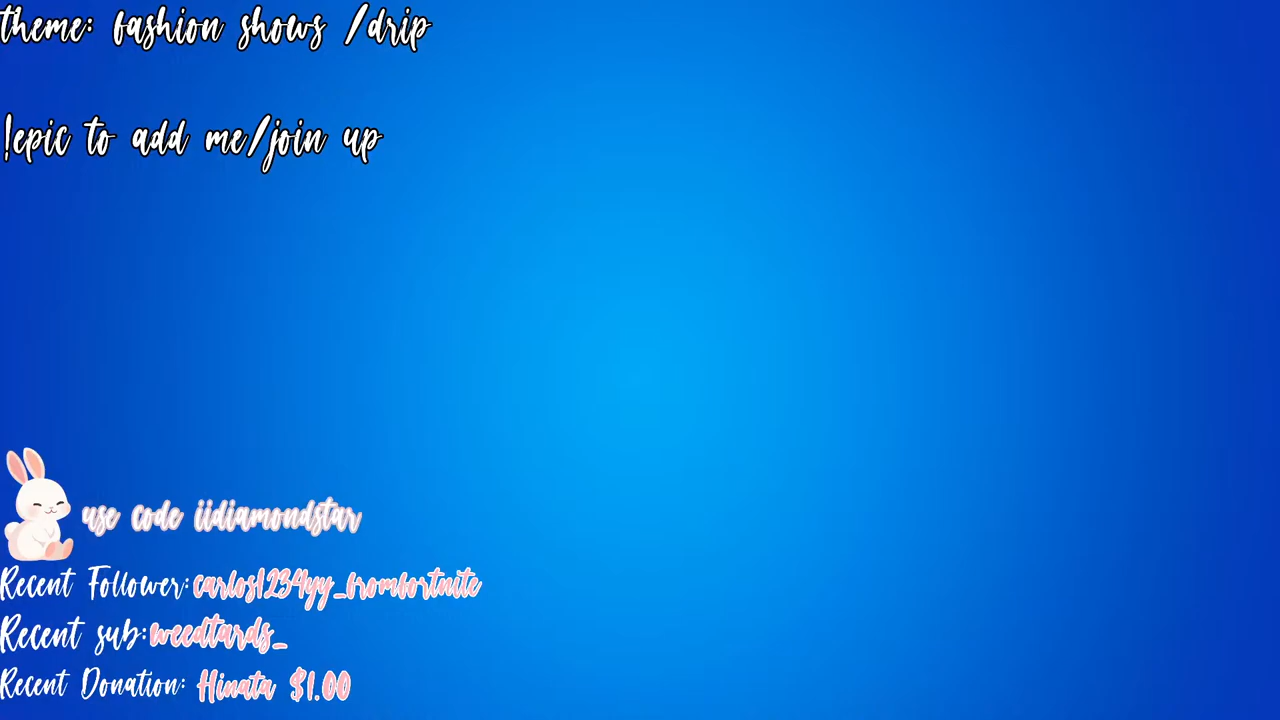 theme: fashion shows /drip
!epic to add me/join up
use code iidiamondstar
Recent Follower: carlos1234yy_fromfortnite
Recent sub: weedtards_
Recent Donation: Hinata $1.00